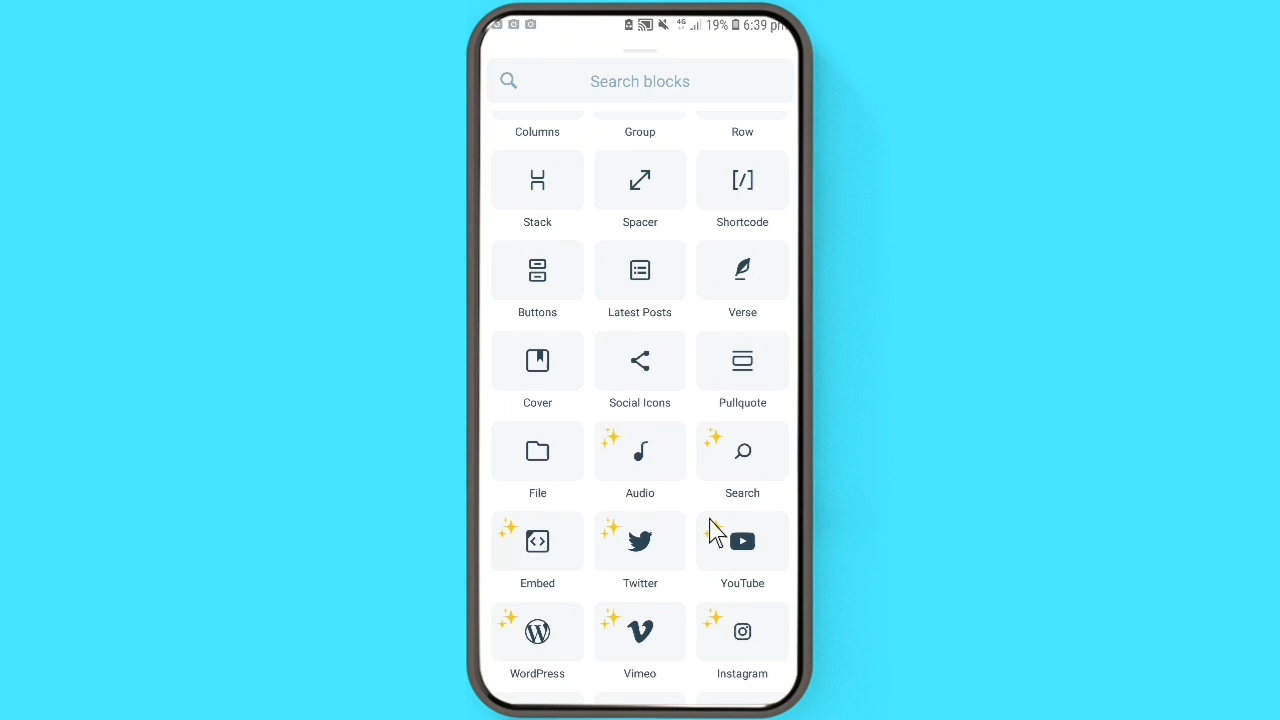 4G 19% 6:39 pm
Search blocks
Columns Group Row
Stack Spacer Shortcode
[/]
Buttons Latest Posts Verse
Cover Social Icons Pullquote
File Audio Search
Embed Twitter YouTube
WordPress Vimeo Instagram